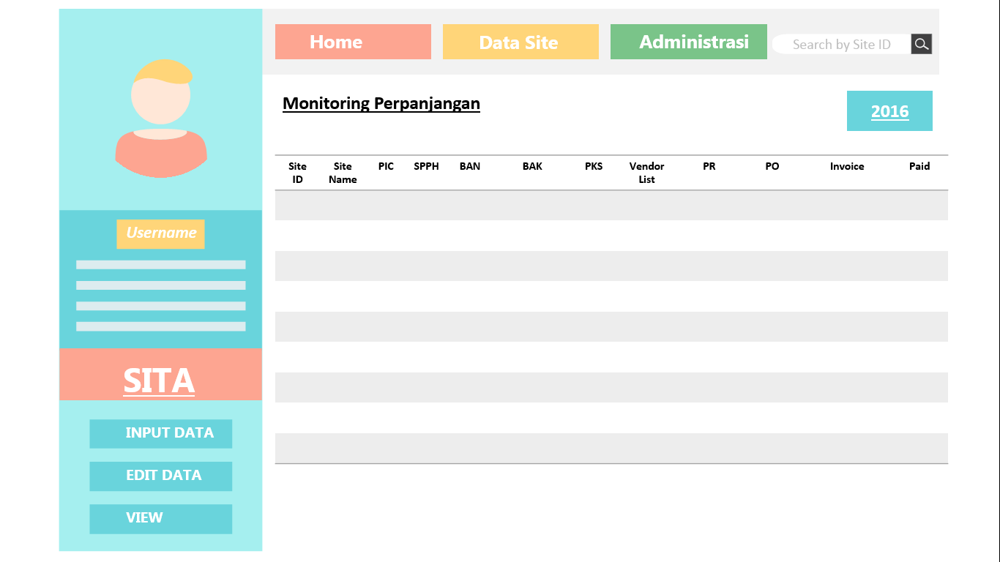 Home
Data Site
Administrasi
Search by Site ID
Monitoring Perpanjangan
2016
Site ID
Site Name
PIC
SPPH
BAN
BAK
PKS
Vendor List
PR
PO
Invoice
Paid
Username
SITA
INPUT DATA
EDIT DATA
VIEW